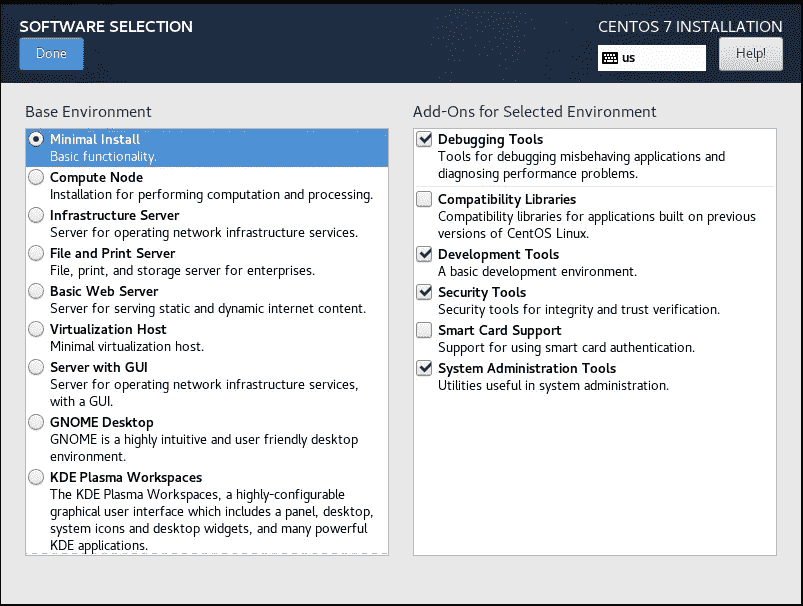 SOFTWARE SELECTION
CENTOS 7 INSTALLATION
Done
us
Help!
Base Environment
Minimal Install
Basic functionality.
Compute Node
Installation for performing computation and processing.
Infrastructure Server
Server for operating network infrastructure services.
File and Print Server
File, print, and storage server for enterprises.
Basic Web Server
Server for serving static and dynamic internet content.
Virtualization Host
Minimal virtualization host.
Server with GUI
Server for operating network infrastructure services,
with a GUI.
GNOME Desktop
GNOME is a highly intuitive and user friendly desktop
environment.
KDE Plasma Workspaces
The KDE Plasma Workspaces, a highly-configurable
graphical user interface which includes a panel, desktop,
system icons and desktop widgets, and many powerful
KDE applications.
Add-Ons for Selected Environment
Debugging Tools
Tools for debugging misbehaving applications and
diagnosing performance problems.
Compatibility Libraries
Compatibility libraries for applications built on previous
versions of CentOS Linux.
Development Tools
A basic development environment.
Security Tools
Security tools for integrity and trust verification.
Smart Card Support
Support for using smart card authentication.
System Administration Tools
Utilities useful in system administration.